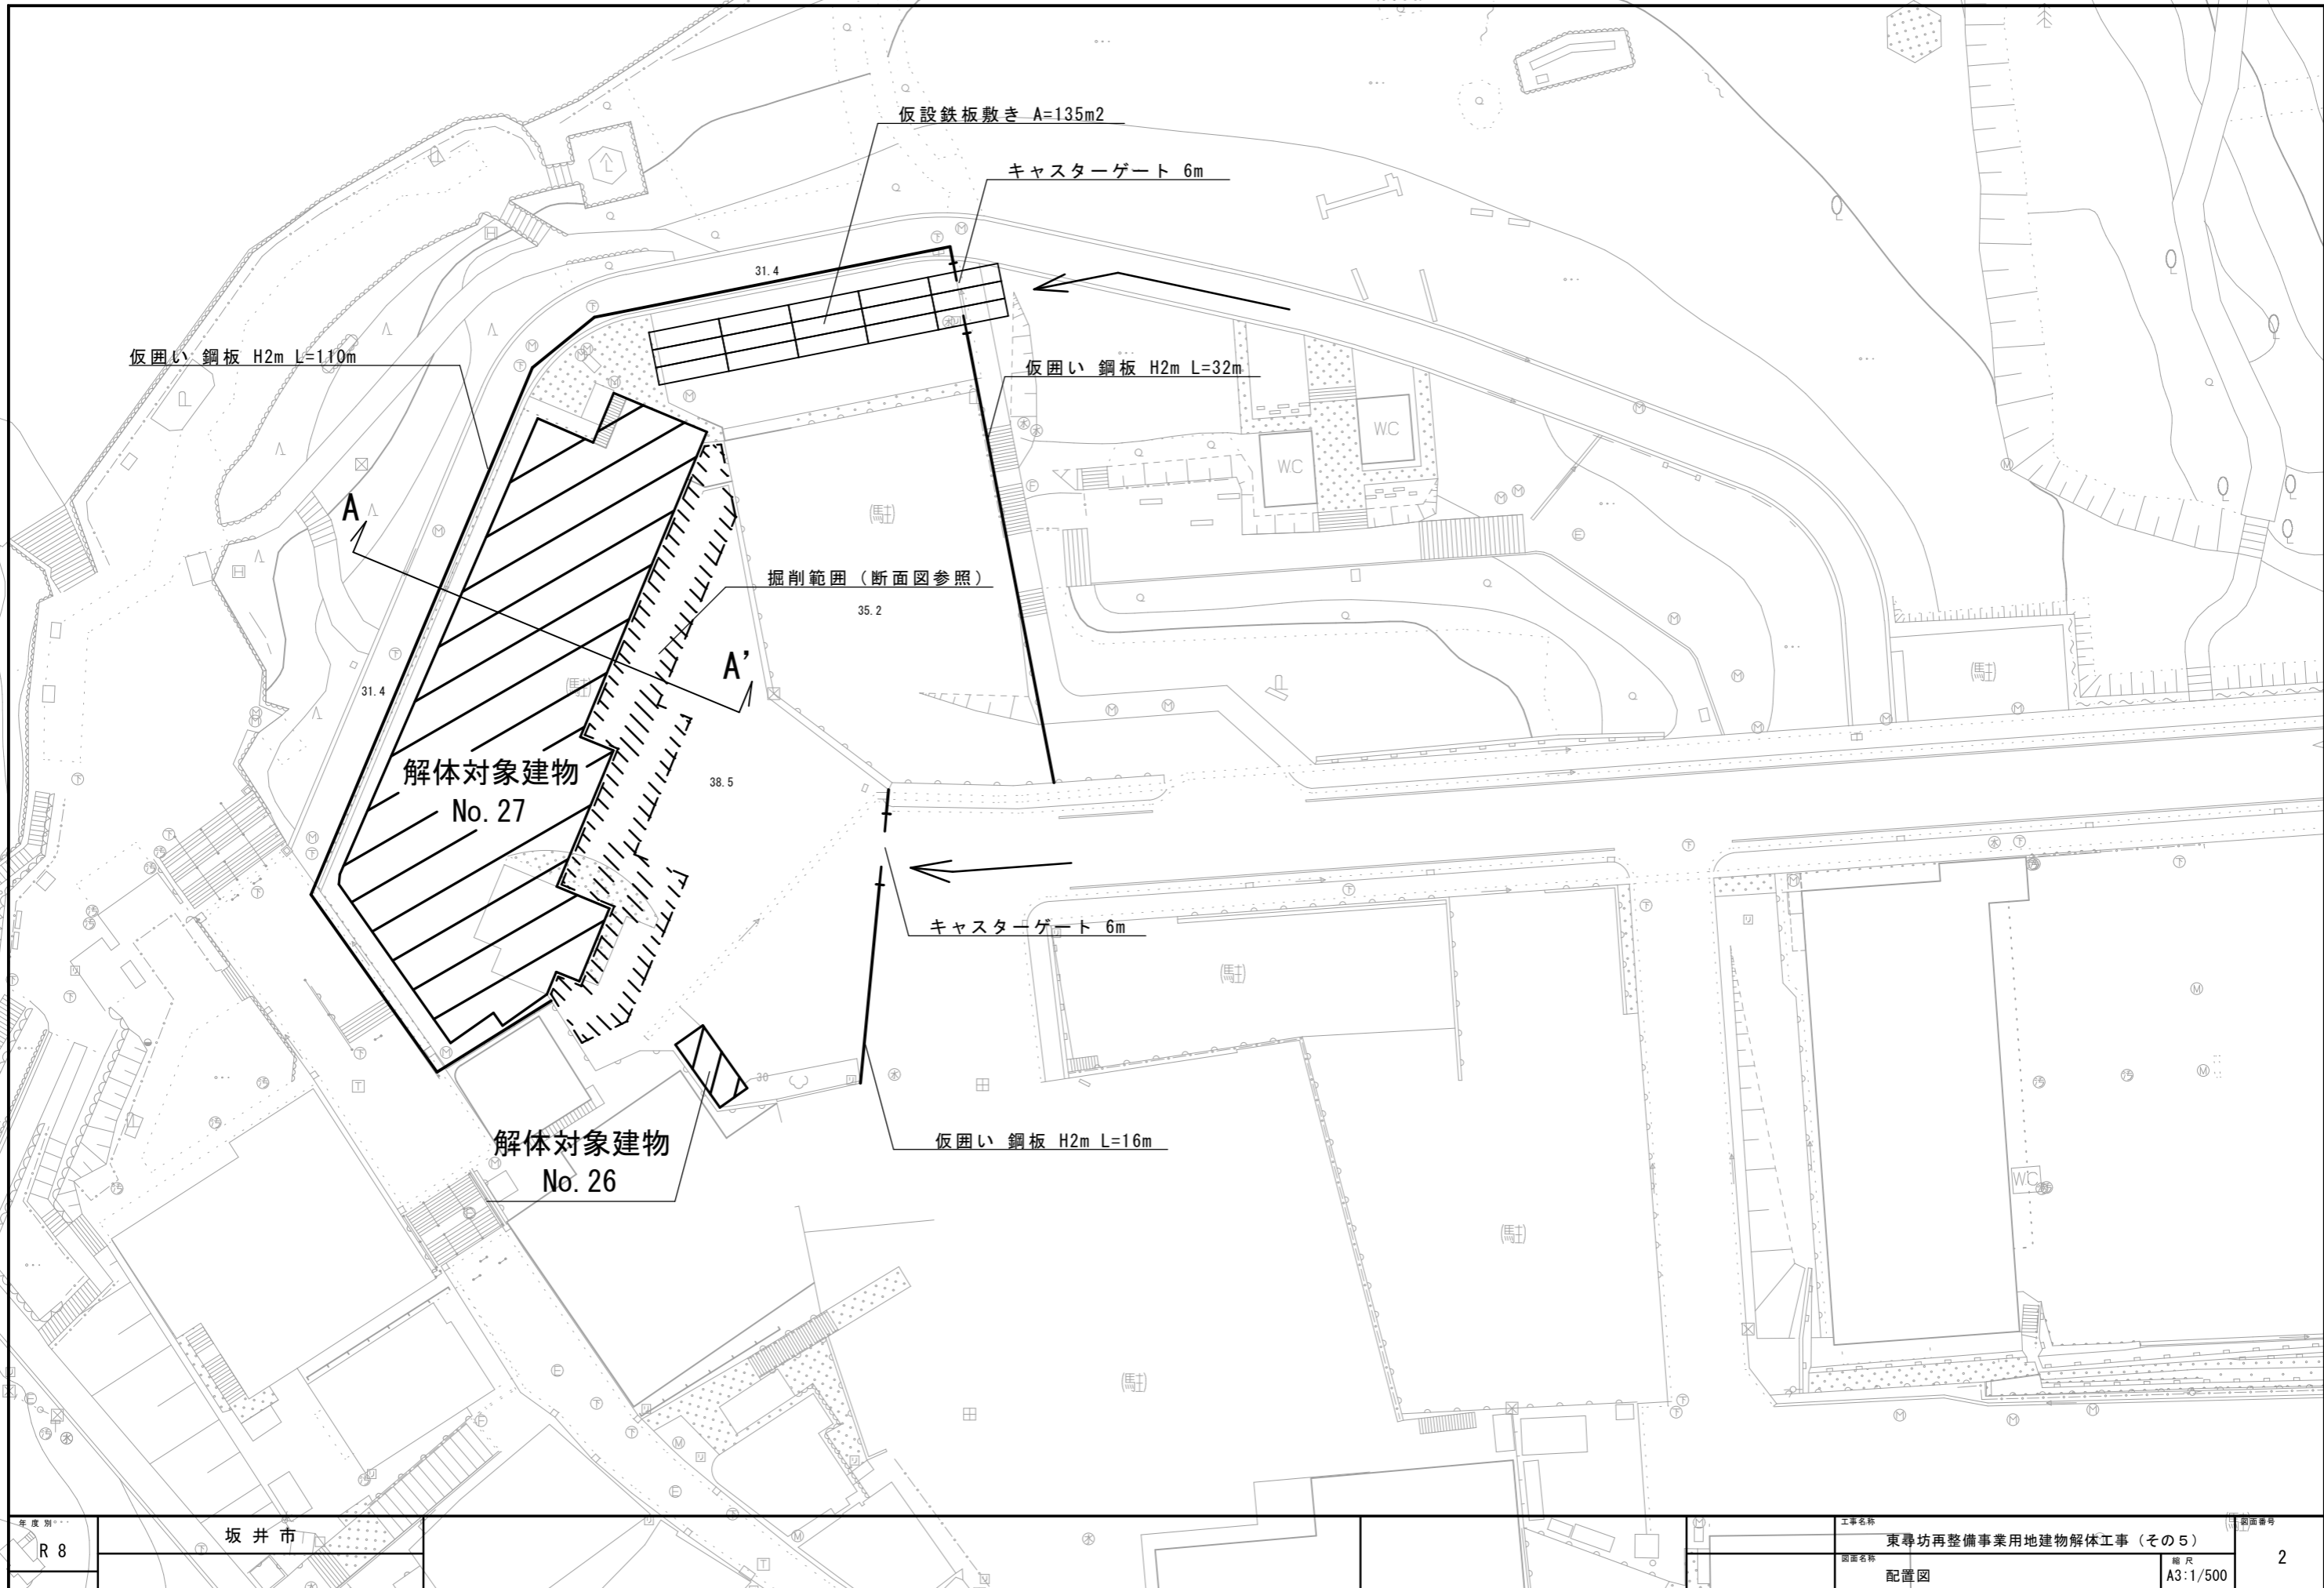 仮設鉄板敷き A=135m2
キャスターゲート 6m
31.4
仮囲い 鋼板 H2m L=110m
仮囲い 鋼板 H2m L=32m
WC
WC
A
掘削範囲（断面図参照）
35.2
A'
31.4
解体対象建物
No. 27
38.5
キャスターゲート 6m
30
解体対象建物
No. 26
仮囲い 鋼板 H2m L=16m
WC
年度別
R 8
坂井市
工事名称
東尋坊再整備事業用地建物解体工事（その５）
図面名称
配置図
縮尺
A3:1/500
図面番号
2